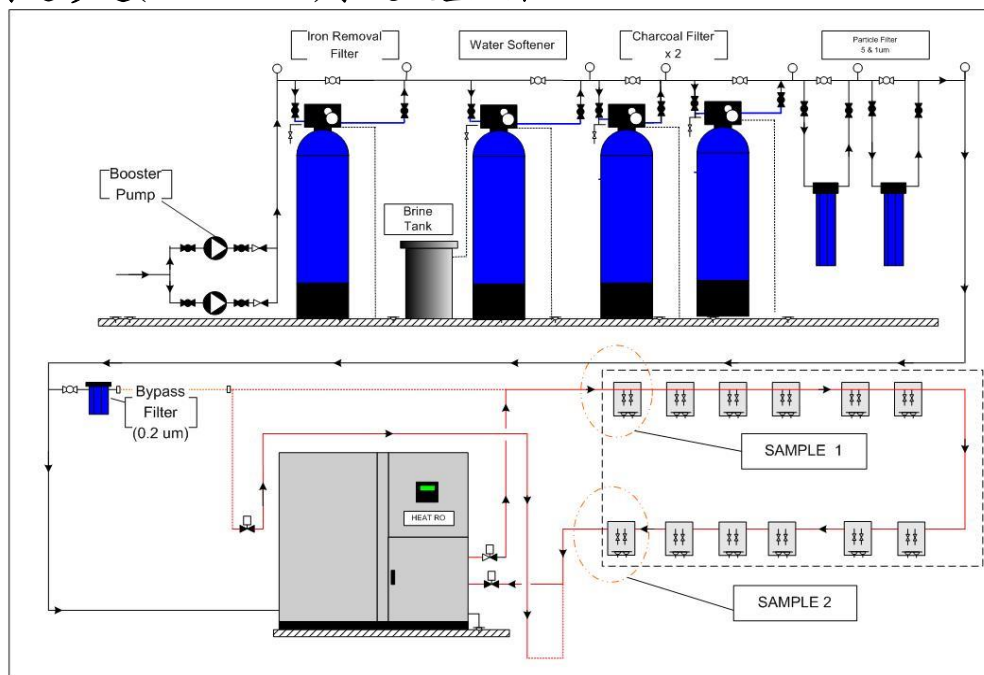 Iron Removal
Filter
Water Softener
Charcoal Filter
x 2
Particle Filter
5 & 1um
Booster
Pump
Brine
Tank
Bypass
Filter
(0.2 um)
SAMPLE 1
HEAT RO
SAMPLE 2